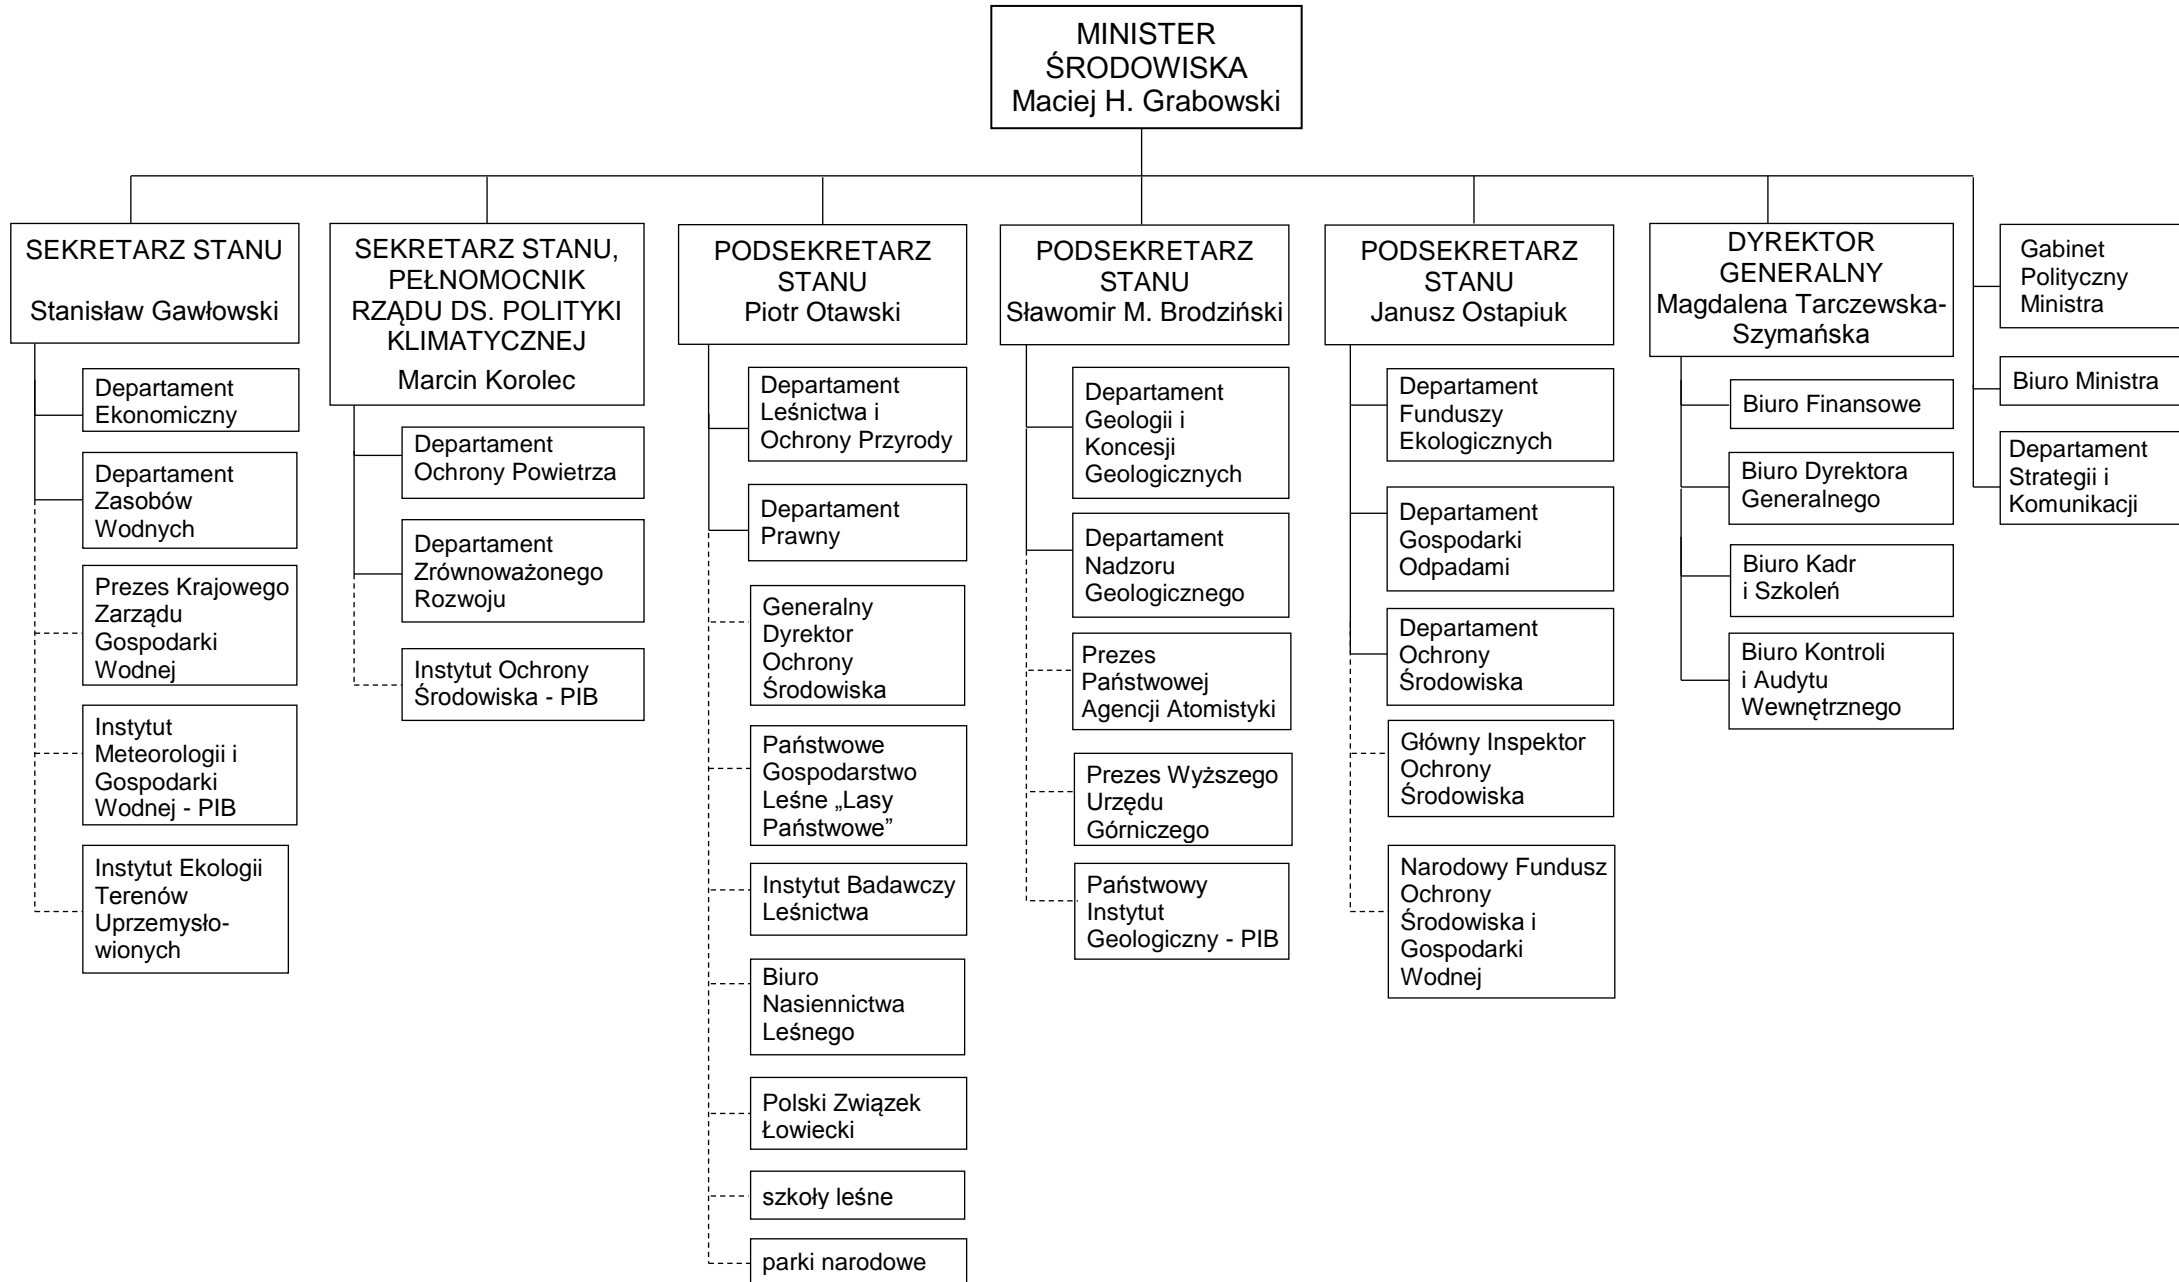 MINISTER
ŚRODOWISKA
Maciej H. Grabowski
SEKRETARZ STANU
Stanisław Gawłowski
Departament
Ekonomiczny
Departament
Zasobów
Wodnych
Prezes Krajowego
Zarządu
Gospodarki
Wodnej
Instytut
Meteorologii i
Gospodarki
Wodnej - PIB
Instytut Ekologii
Terenów
Uprzemysło-
wionych
SEKRETARZ STANU,
PEŁNOMOCNIK
RZĄDU DS. POLITYKI
KLIMATYCZNEJ
Marcin Korolec
Departament
Ochrony Powietrza
Departament
Zrównoważonego
Rozwoju
Instytut Ochrony
Środowiska - PIB
PODSEKRETARZ
STANU
Piotr Otawski
Departament
Leśnictwa i
Ochrony Przyrody
Departament
Prawny
Generalny
Dyrektor
Ochrony
Środowiska
Państwowe
Gospodarstwo
Leśne „Lasy
Państwowe”
Instytut Badawczy
Leśnictwa
Biuro
Nasiennictwa
Leśnego
Polski Związek
Łowiecki
szkoły leśne
parki narodowe
PODSEKRETARZ
STANU
Sławomir M. Brodziński
Departament
Geologii i
Koncesji
Geologicznych
Departament
Nadzoru
Geologicznego
Prezes
Państwowej
Agencji Atomistyki
Prezes Wyższego
Urzędu
Górniczego
Państwowy
Instytut
Geologiczny - PIB
PODSEKRETARZ
STANU
Janusz Ostapiuk
Departament
Funduszy
Ekologicznych
Departament
Gospodarki
Odpadami
Departament
Ochrony
Środowiska
Główny Inspektor
Ochrony
Środowiska
Narodowy Fundusz
Ochrony
Środowiska i
Gospodarki
Wodnej
DYREKTOR
GENERALNY
Magdalena Tarczewska-
Szymańska
Biuro Finansowe
Biuro Dyrektora
Generalnego
Biuro Kadr
i Szkoleń
Biuro Kontroli
i Audytu
Wewnętrznego
Gabinet
Polityczny
Ministra
Biuro Ministra
Departament
Strategii i
Komunikacji